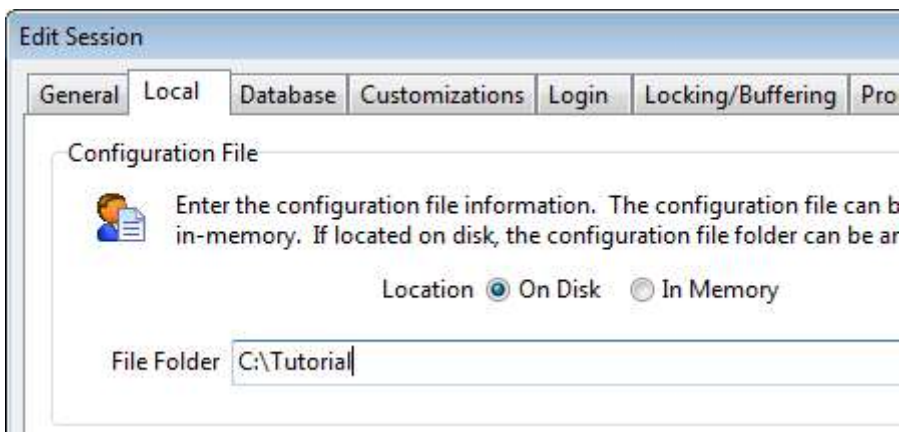 Edit Session
General Local Database Customizations Login Locking/Buffering Pro
Configuration File
Enter the configuration file information. The configuration file can b
in-memory. If located on disk, the configuration file folder can be ar
Location On Disk In Memory
File Folder C:\Tutorial